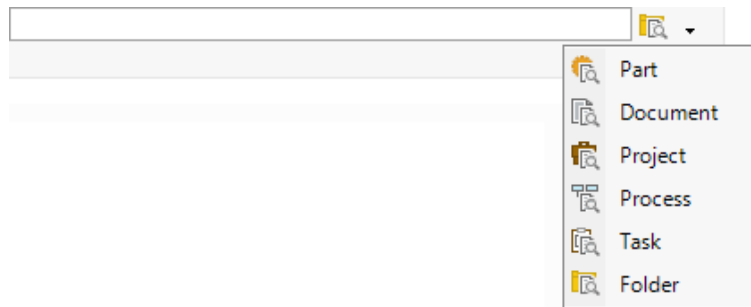 Part
Document
Project
Process
Task
Folder